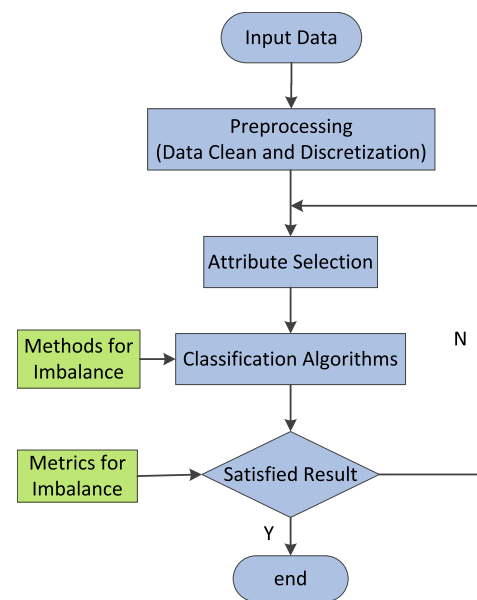 Input Data
Preprocessing
(Data Clean and Discretization)
Attribute Selection
N
Methods for
Imbalance
Classification Algorithms
Metrics for
Imbalance
Satisfied Result
Y
end